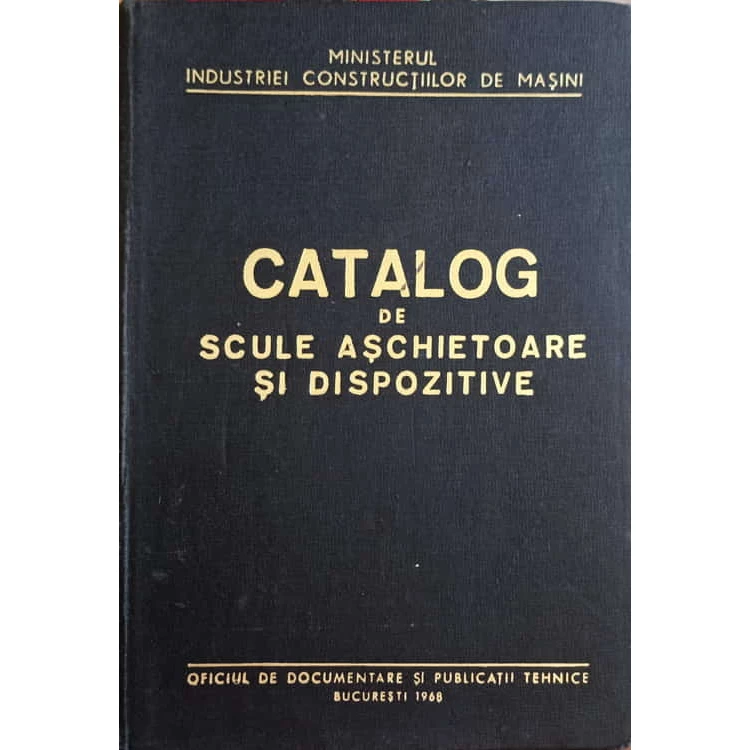 MINISTERUL
INDUSTRIEI CONSTRUCȚIILOR DE MAȘINI
CATALOG
DE
SCULE AȘCHIETOARE
ȘI DISPOZITIVE
OFICIUL DE DOCUMENTARE ȘI PUBLICAȚII TEHNICE
BUCUREȘTI 1968